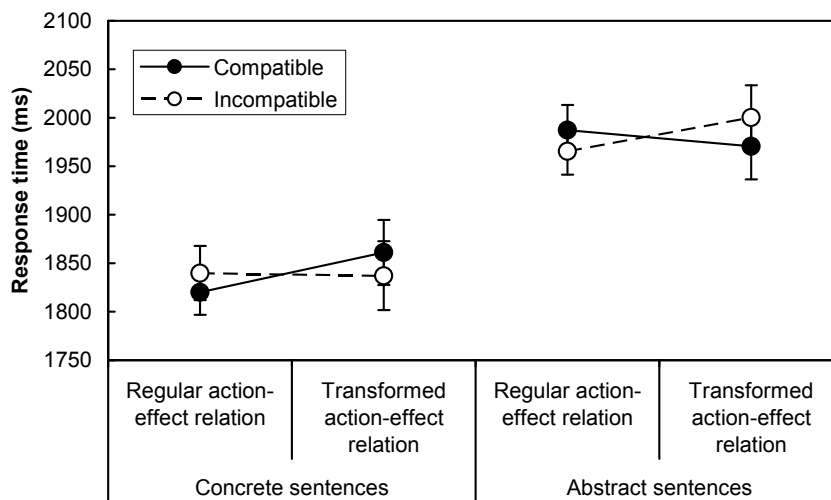 2100
2050
2000
1950
1900
1850
1800
1750
Response time (ms)
Compatible
Incompatible
Regular action-
effect relation
Transformed
action-effect
relation
Regular action-
effect relation
Transformed
action-effect
relation
Concrete sentences
Abstract sentences